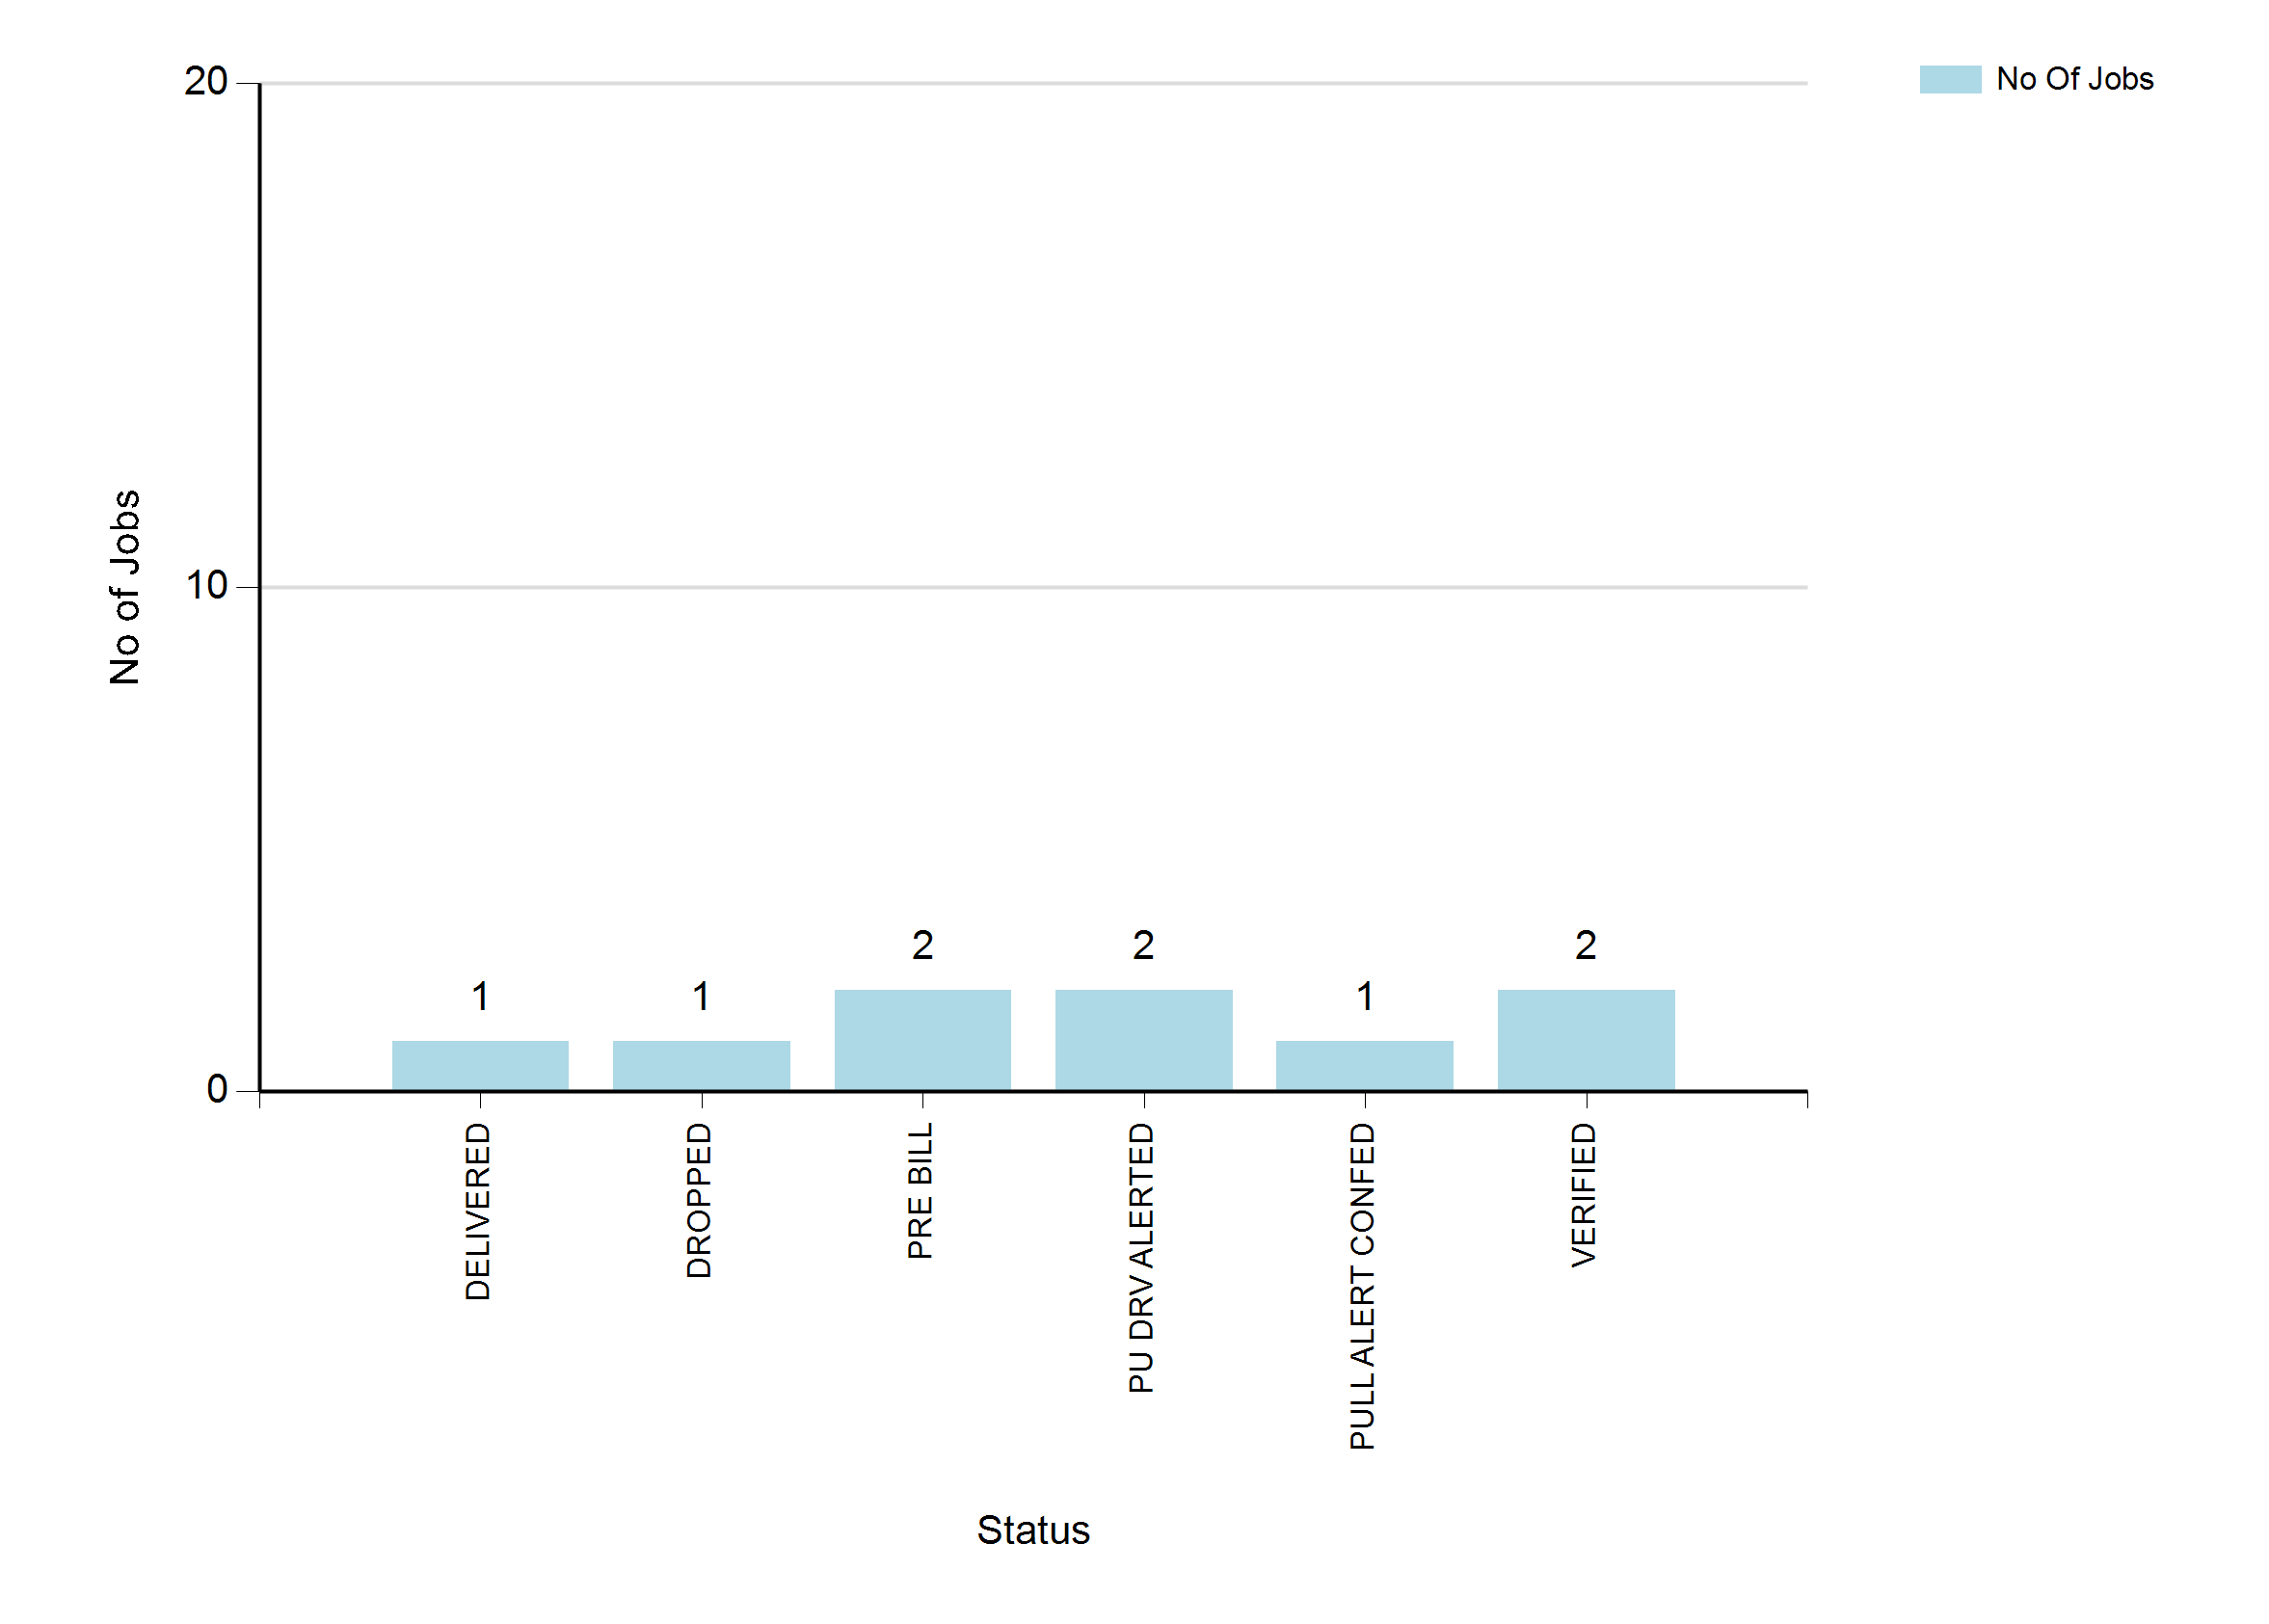 20
No Of Jobs
No of Jobs
10
2
2
2
1
1
1
0
DELIVERED
DROPPED
PRE BILL
PU DRV ALERTED
PULL ALERT CONFED
VERIFIED
Status